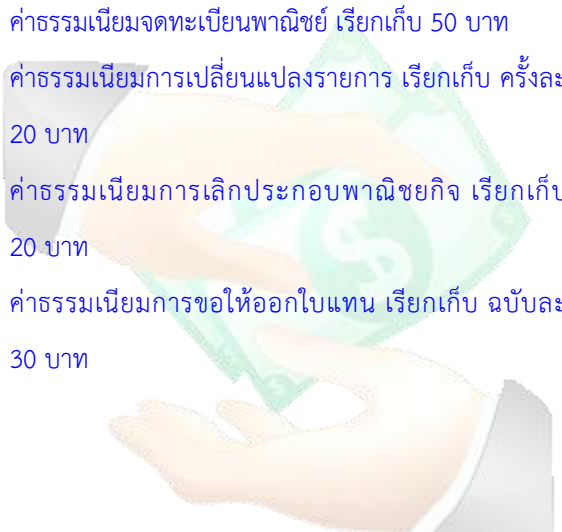 ค่าธรรมเนียมจดทะเบียนพาณิชย์ เรียกเก็บ 50 บาท
ค่าธรรมเนียมการเปลี่ยนแปลงรายการ เรียกเก็บ ครั้งละ
20 บาท
ค่าธรรมเนียมการเลิกประกอบพาณิชยกิจ เรียกเก็บ
20 บาท
ค่าธรรมเนียมการขอให้ออกใบแทน เรียกเก็บ ฉบับละ
30 บาท